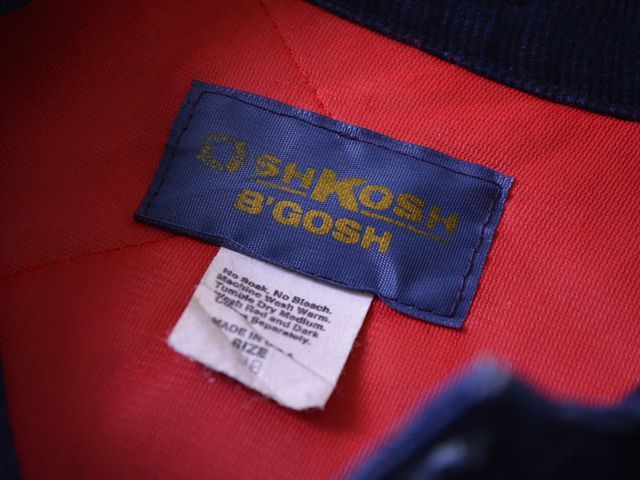 OSHKOSH
B'GOSH
No Soak, No Bleach.
Machine Wash Warm.
Tumble Dry Medium.
Wash Red and Dark
Separately.
MADE IN U.S.A.
SIZE